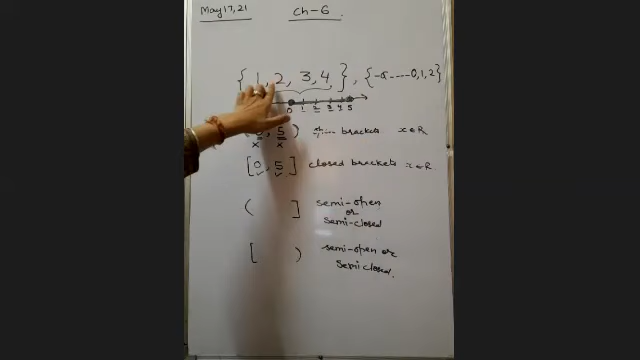 May 17, 21
Ch-6
{ 1, 2, 3, 4, }, {-5.....0, 1, 2}
0 1 2 3 4 5
, 5 ) brackets x ∈ R
x x
[ 0, 5 ] closed brackets x ∈ R
( ] semi-open
or
semi-closed
[ ) semi-open or
semi closed.